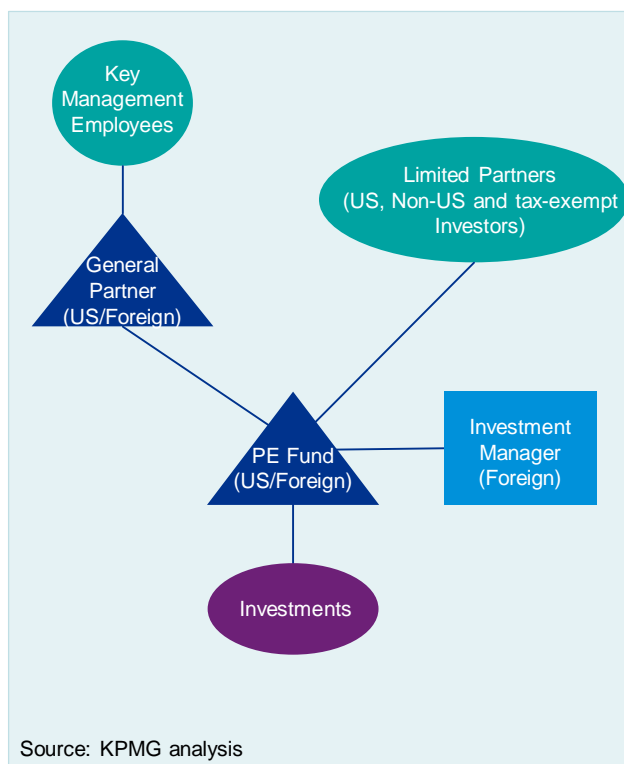 Key
Management
Employees
Limited Partners
(US, Non-US and tax-exempt
Investors)
General
Partner
(US/Foreign)
PE Fund
(US/Foreign)
Investment
Manager
(Foreign)
Investments
Source: KPMG analysis